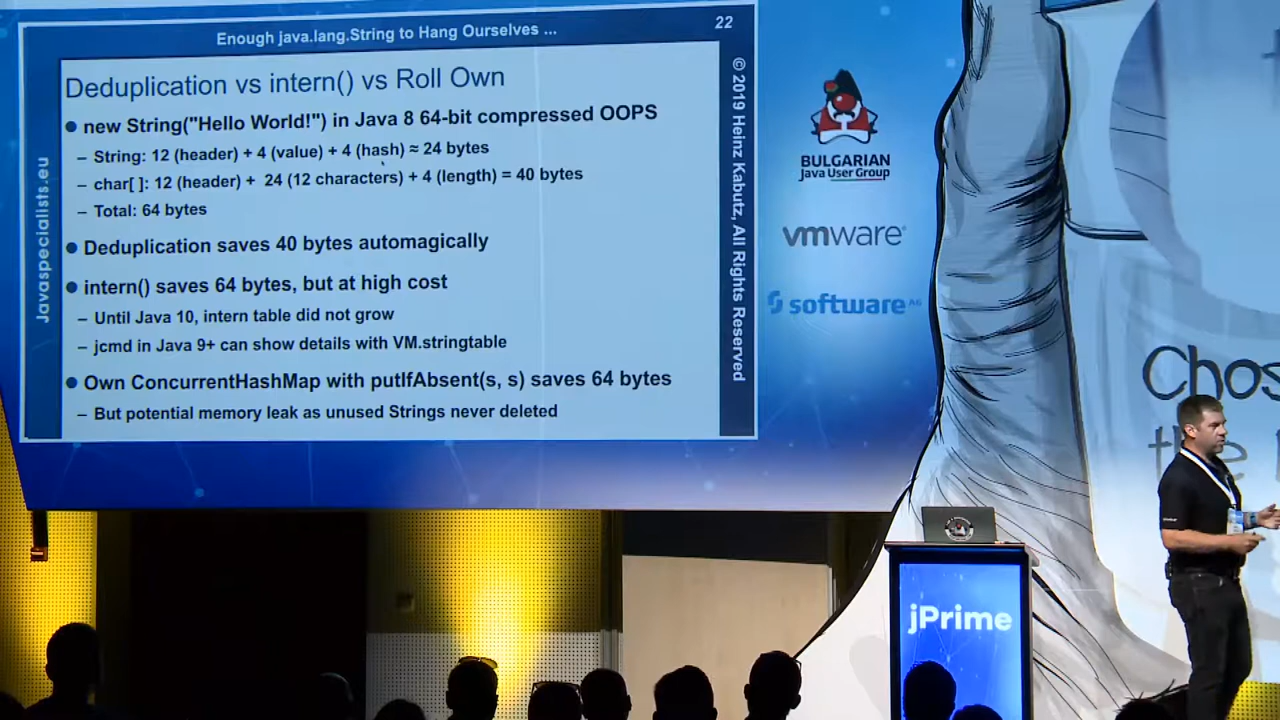 Enough java.lang.String to Hang Ourselves ...
22
Deduplication vs intern() vs Roll Own
● new String("Hello World!") in Java 8 64-bit compressed OOPS
– String: 12 (header) + 4 (value) + 4 (hash) ≈ 24 bytes
– char[ ]: 12 (header) + 24 (12 characters) + 4 (length) = 40 bytes
– Total: 64 bytes
● Deduplication saves 40 bytes automagically
● intern() saves 64 bytes, but at high cost
– Until Java 10, intern table did not grow
– jcmd in Java 9+ can show details with VM.stringtable
● Own ConcurrentHashMap with putIfAbsent(s, s) saves 64 bytes
– But potential memory leak as unused Strings never deleted
Javaspecialists.eu
© 2019 Heinz Kabutz, All Rights Reserved
BULGARIAN
Java User Group
vmware
software AG
Chos
the
jPrime